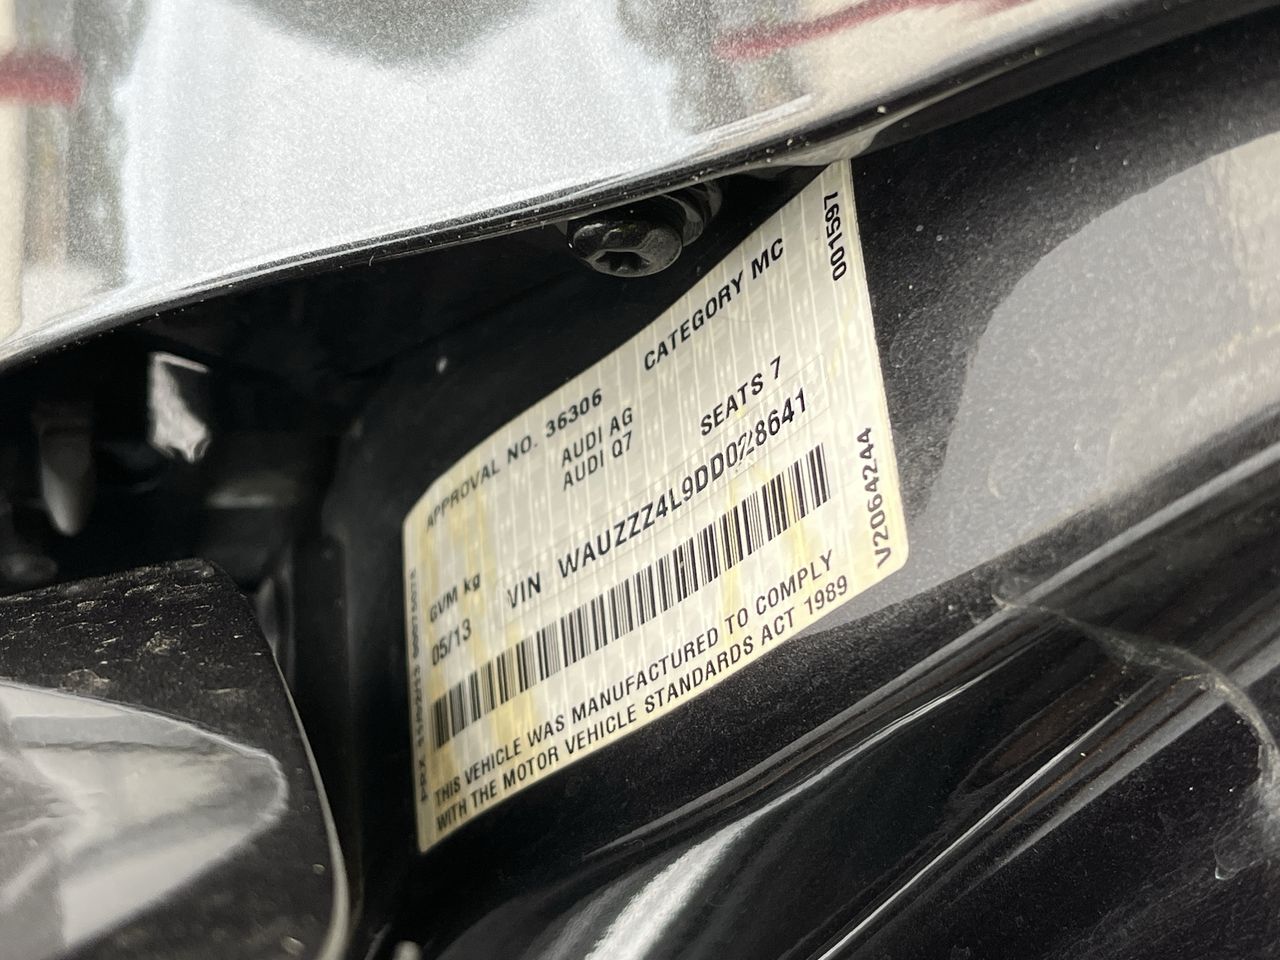 APPROVAL NO. 36306 CATEGORY MC
AUDI AG
AUDI Q7 SEATS 7
GVM kg
05/13
VIN WAUZZZ4L9DD028641
THIS VEHICLE WAS MANUFACTURED TO COMPLY
WITH THE MOTOR VEHICLE STANDARDS ACT 1989
001597
V2064244